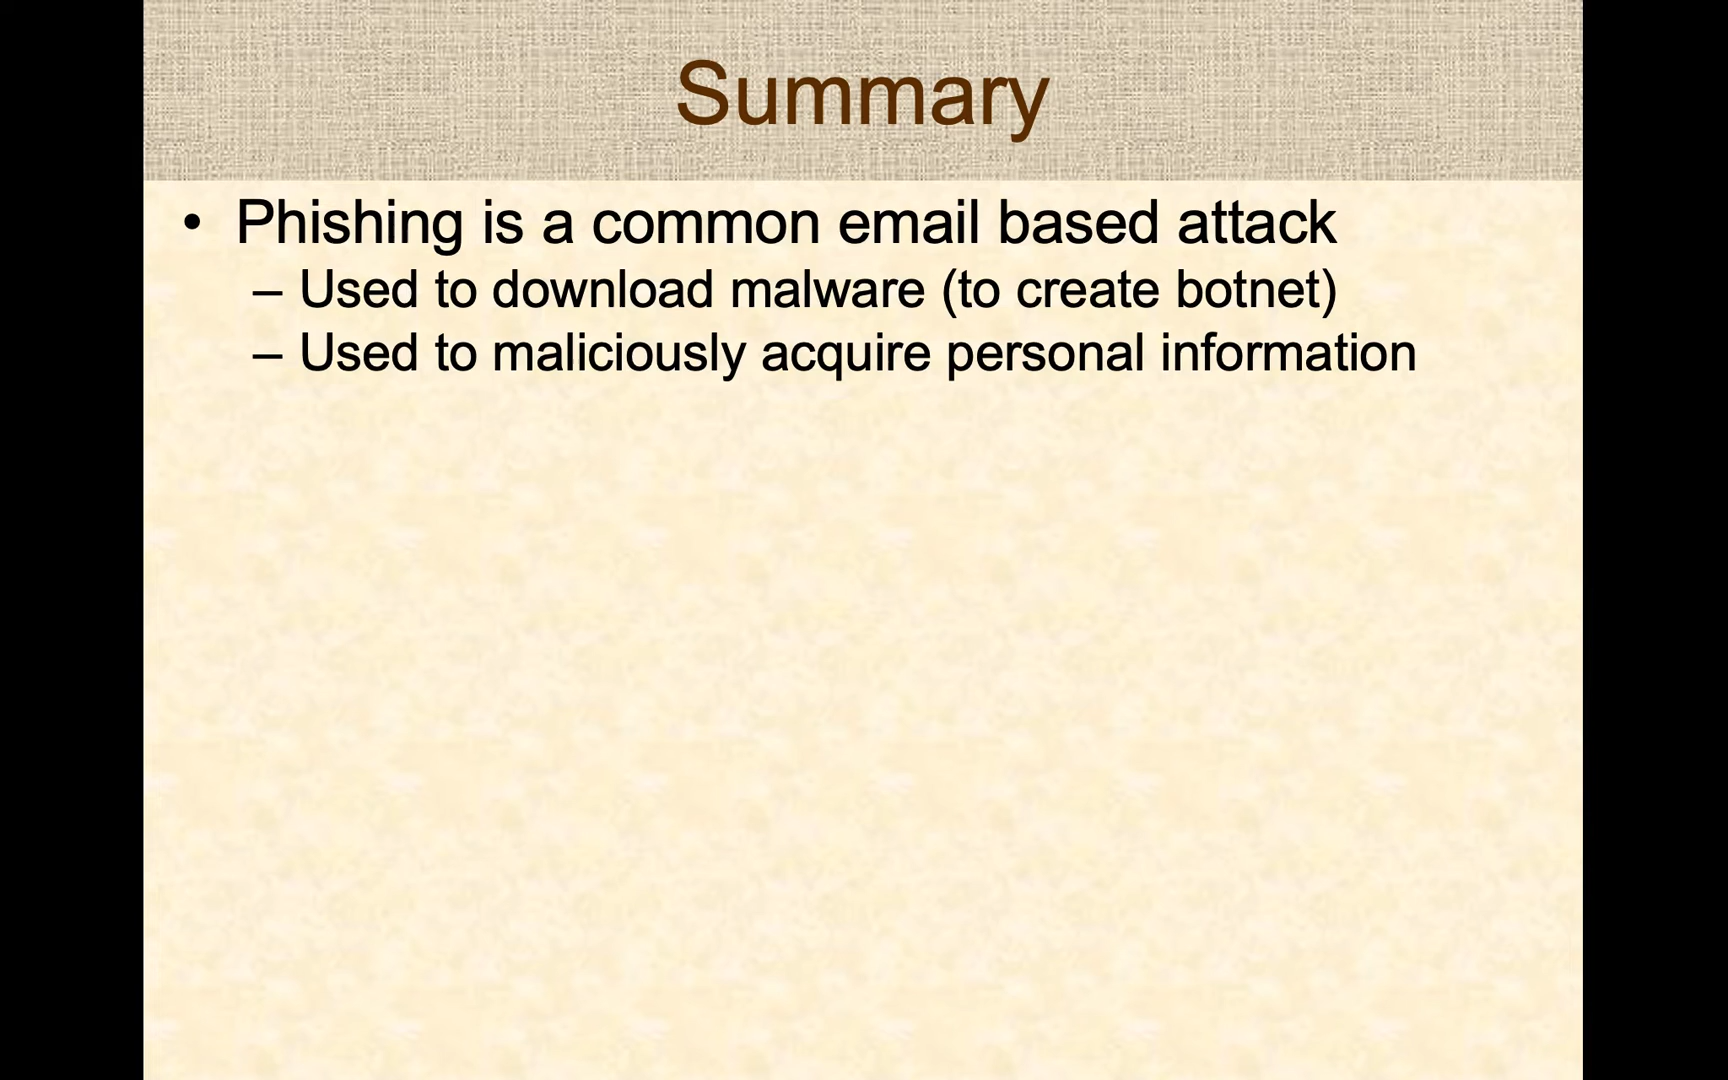 Summary
• Phishing is a common email based attack
– Used to download malware (to create botnet)
– Used to maliciously acquire personal information